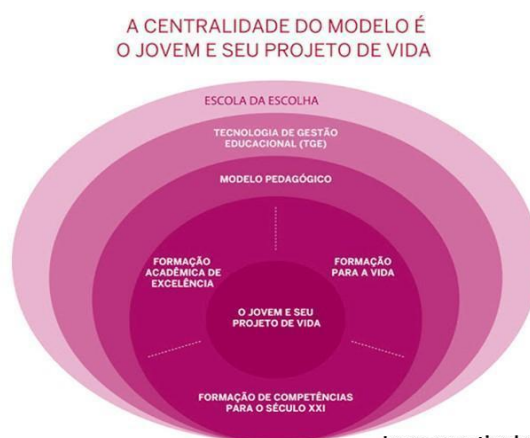 A CENTRALIDADE DO MODELO É
O JOVEM E SEU PROJETO DE VIDA
ESCOLA DA ESCOLHA
TECNOLOGIA DE GESTÃO
EDUCACIONAL (TGE)
MODELO PEDAGÓGICO
FORMAÇÃO
ACADÊMICA DE
EXCELÊNCIA
FORMAÇÃO
PARA A VIDA
O JOVEM E SEU
PROJETO DE VIDA
FORMAÇÃO DE COMPETÊNCIAS
PARA O SÉCULO XXI